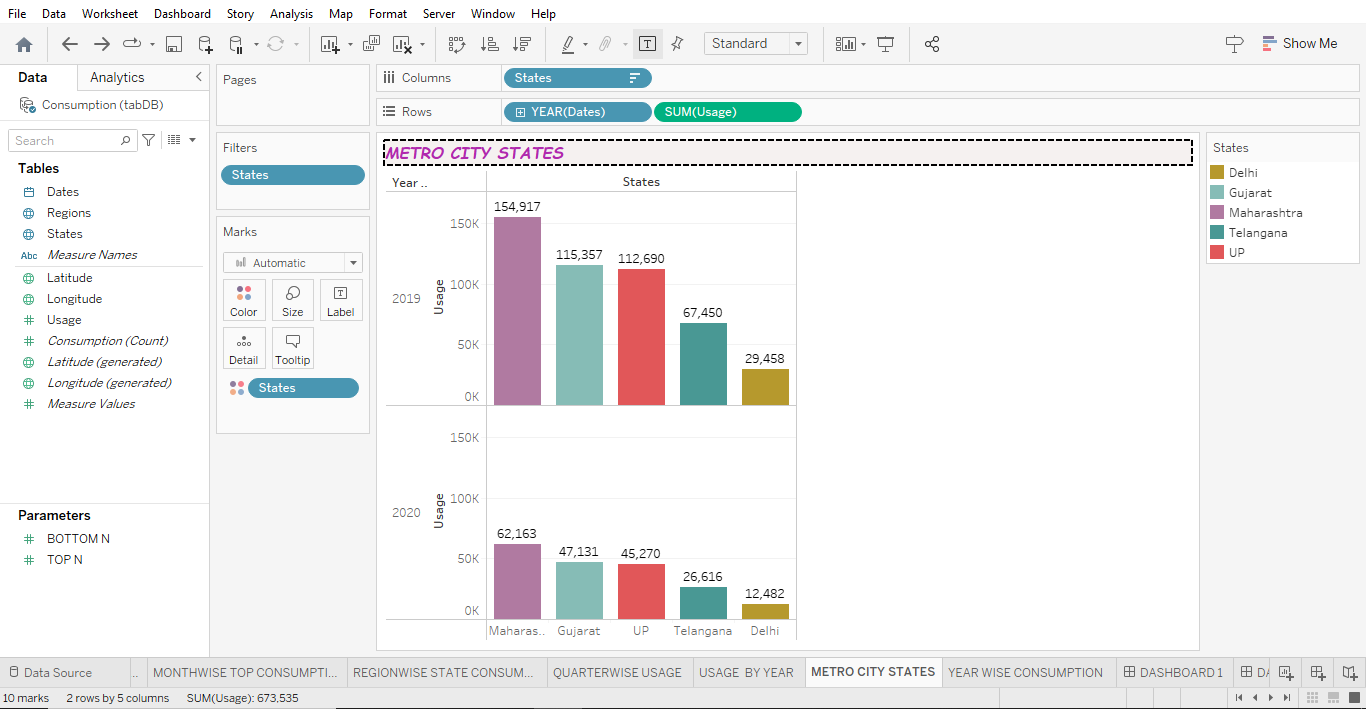 File Data Worksheet Dashboard Story Analysis Map Format Server Window Help
Standard
Show Me
Data Analytics
Consumption (tabDB)
Search
Tables
Dates
Regions
States
Abc Measure Names
Latitude
Longitude
Usage
Consumption (Count)
Latitude (generated)
Longitude (generated)
Measure Values
Parameters
BOTTOM N
TOP N
Pages
Filters
States
Marks
Automatic
Color Size Label
Detail Tooltip
States
Columns States
Rows YEAR(Dates) SUM(Usage)
METRO CITY STATES
Year .. States
2019
Usage
150K
100K
50K
0K
154,917
115,357
112,690
67,450
29,458
2020
Usage
150K
100K
50K
0K
62,163
47,131
45,270
26,616
12,482
Maharas.. Gujarat UP Telangana Delhi
States
Delhi
Gujarat
Maharashtra
Telangana
UP
Data Source .. MONTHWISE TOP CONSUMPTI... REGIONWISE STATE CONSUM... QUARTERWISE USAGE USAGE BY YEAR METRO CITY STATES YEAR WISE CONSUMPTION DASHBOARD 1 DA
10 marks 2 rows by 5 columns SUM(Usage): 673,535